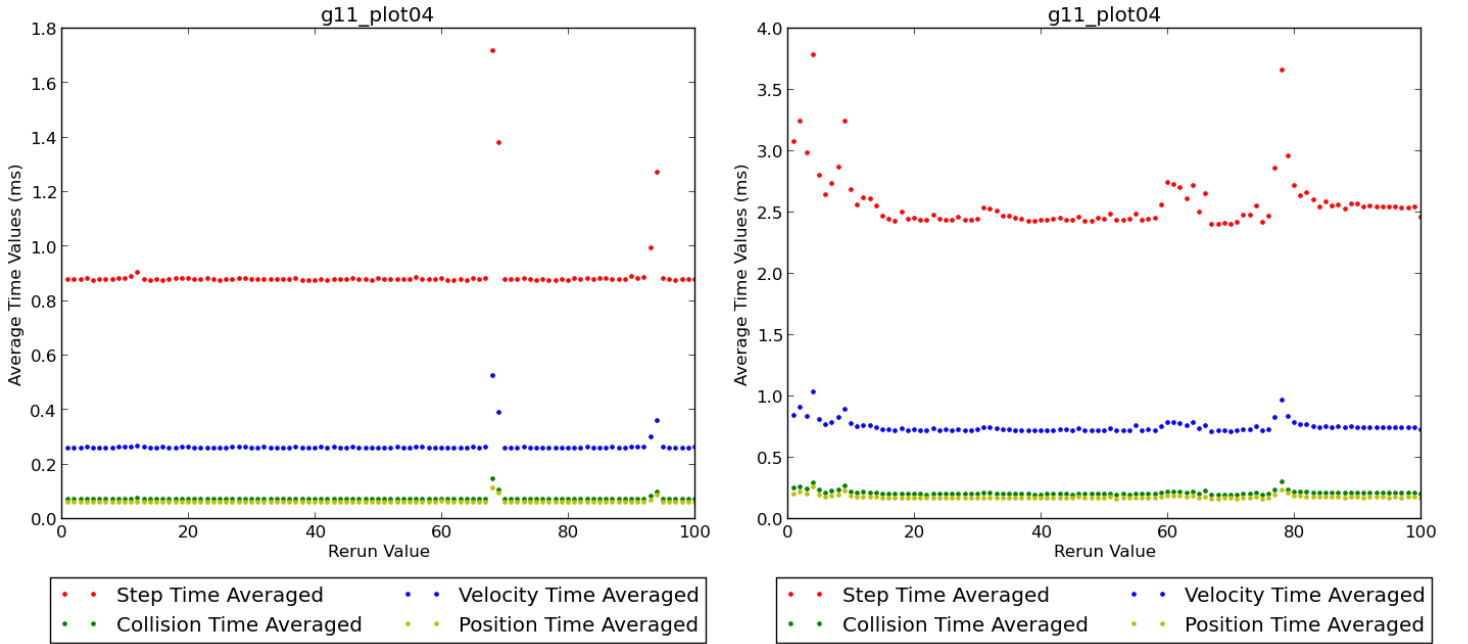 g11_plot04
1.8
1.6
1.4
1.2
1.0
0.8
0.6
0.4
0.2
0.0
Average Time Values (ms)
0 20 40 60 80 100
Rerun Value
Step Time Averaged
Velocity Time Averaged
Collision Time Averaged
Position Time Averaged
g11_plot04
4.0
3.5
3.0
2.5
2.0
1.5
1.0
0.5
0.0
Average Time Values (ms)
0 20 40 60 80 100
Rerun Value
Step Time Averaged
Velocity Time Averaged
Collision Time Averaged
Position Time Averaged